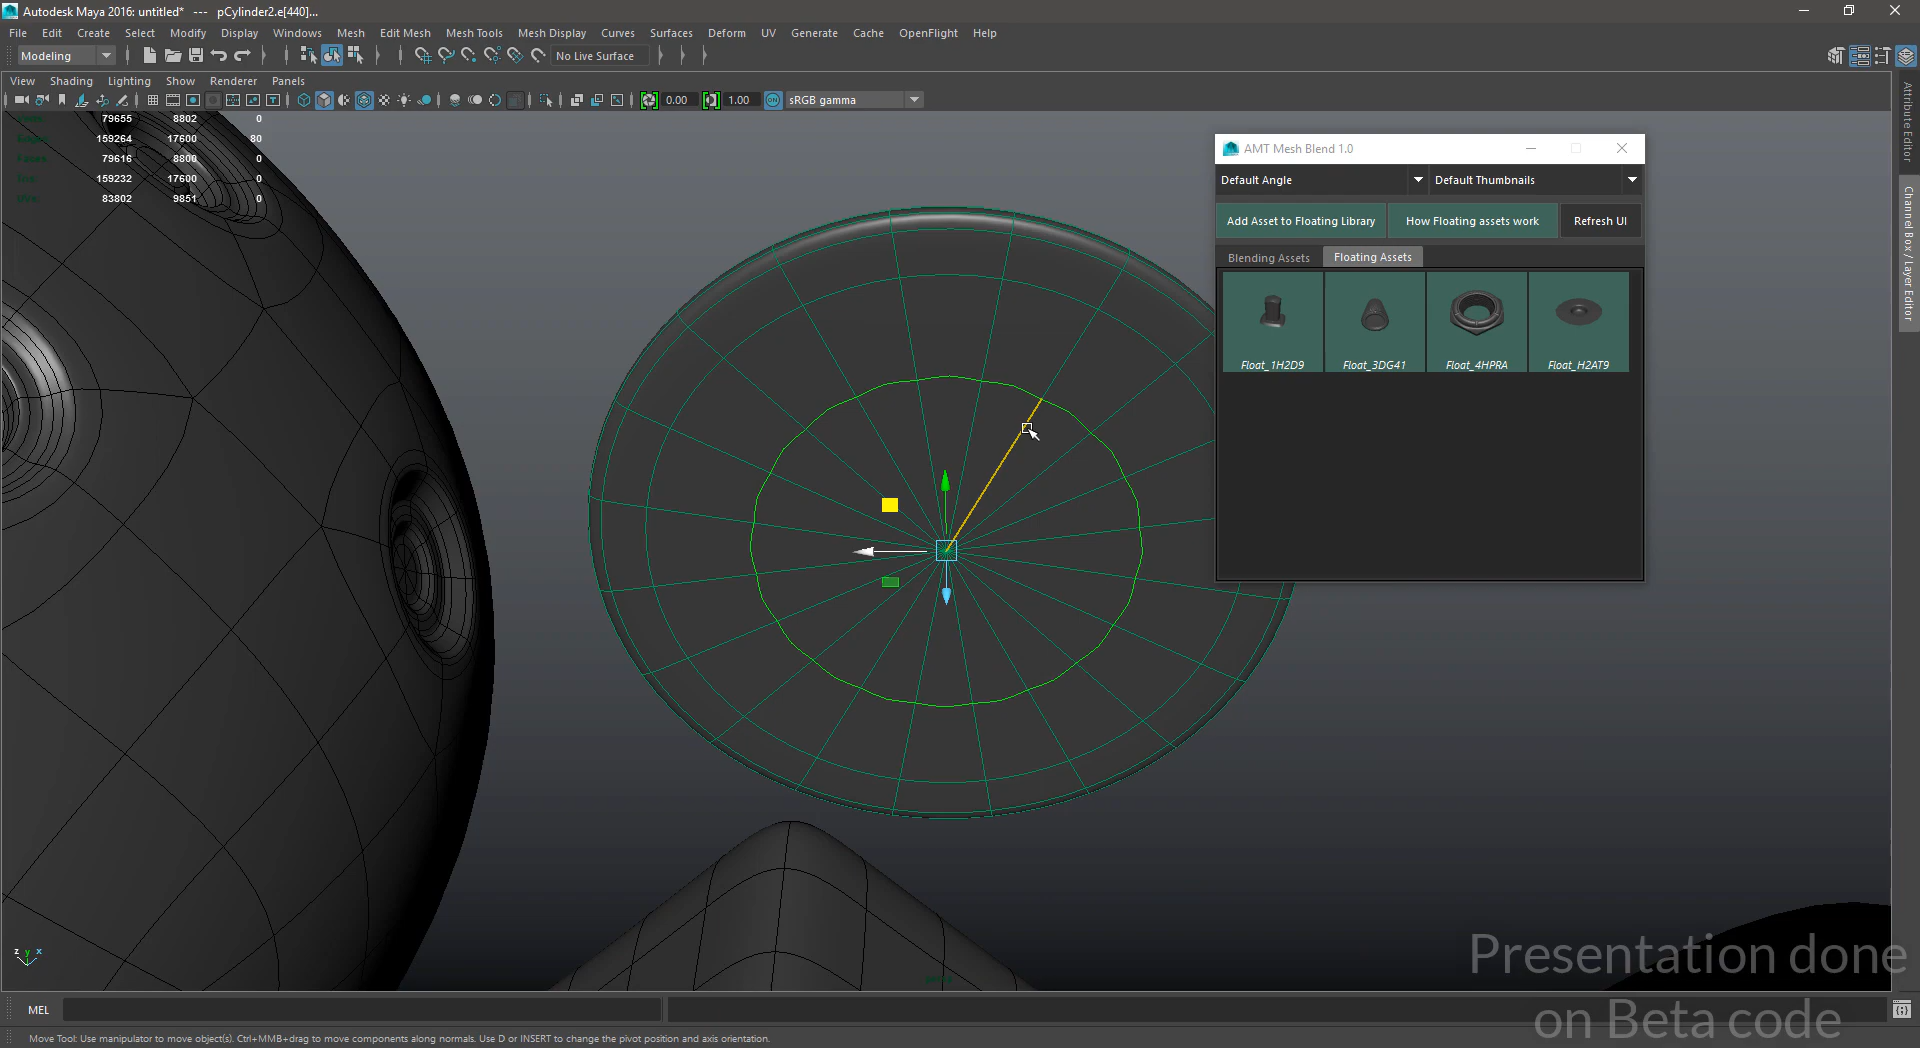 Autodesk Maya 2016: untitled* --- pCylinder2.e[440]...
File Edit Create Select Modify Display Windows Mesh Edit Mesh Mesh Tools Mesh Display Curves Surfaces Deform UV Generate Cache OpenFlight Help
Modeling No Live Surface
View Shading Lighting Show Renderer Panels
0.00 1.00 sRGB gamma
79655 8802 0
159264 17600 80
79616 8800 0
159232 17600 0
83802 9851 0
AMT Mesh Blend 1.0
Default Angle Default Thumbnails
Add Asset to Floating Library How Floating assets work Refresh UI
Blending Assets Floating Assets
Float_1H2D9 Float_3DG41 Float_4HPRA Float_H2AT9
Attribute Editor
Channel Box / Layer Editor
z y x
Presentation done
on Beta code
MEL
Move Tool: Use manipulator to move object(s). Ctrl+MMB+drag to move components along normals. Use D or INSERT to change the pivot position and axis orientation.